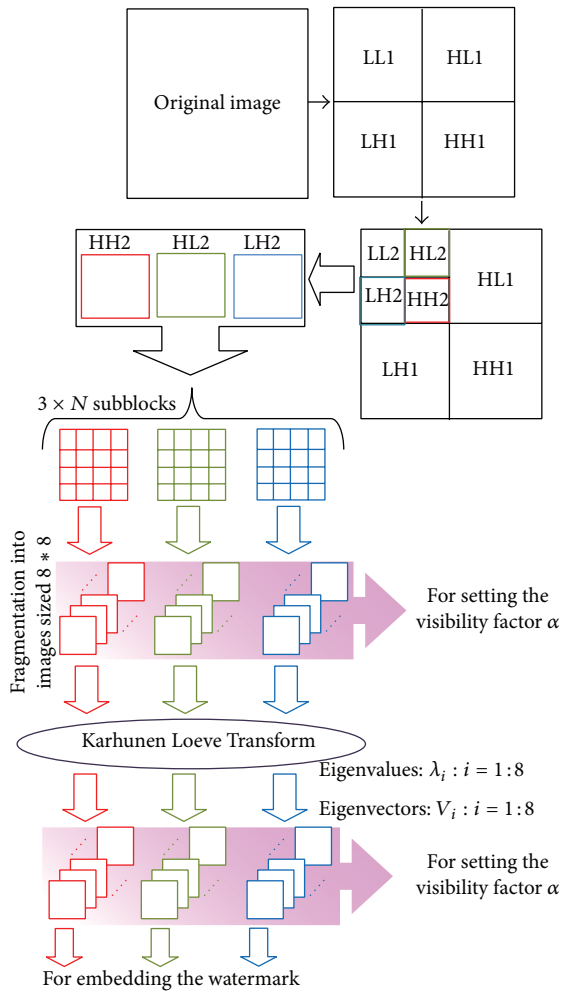 Original image
LL1 HL1
LH1 HH1
HH2 HL2 LH2
LL2 HL2
HL1
LH2 HH2
LH1 HH1
3 × N subblocks
Fragmentation into
images sized 8 * 8
For setting the
visibility factor α
Karhunen Loeve Transform
Eigenvalues: λi : i = 1:8
Eigenvectors: Vi : i = 1:8
For setting the
visibility factor α
For embedding the watermark